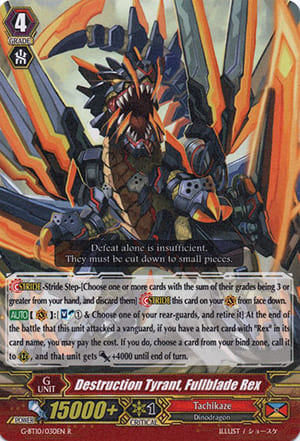 4
GRADE
Defeat alone is insufficient.
They must be cut down to small pieces.
STRIDE -Stride Step-[Choose one or more cards with the sum of their grades being 3 or
greater from your hand, and discard them] STRIDE this card on your (V) from face down.
AUTO (V) 1/Turn: [(V) 1 & Choose one of your rear-guards, and retire it] At the end of
the battle that this unit attacked a vanguard, if you have a heart card with "Rex" in its
card name, you may pay the cost. If you do, choose a card from your bind zone, call it
to (R), and that unit gets +4000 until end of turn.
G
UNIT
Destruction Tyrant, Fullblade Rex
POWER
15000+
1
CRITICAL
Tachikaze
Dinodragon
G-BT10/030EN R
ILLUST / ショースケ